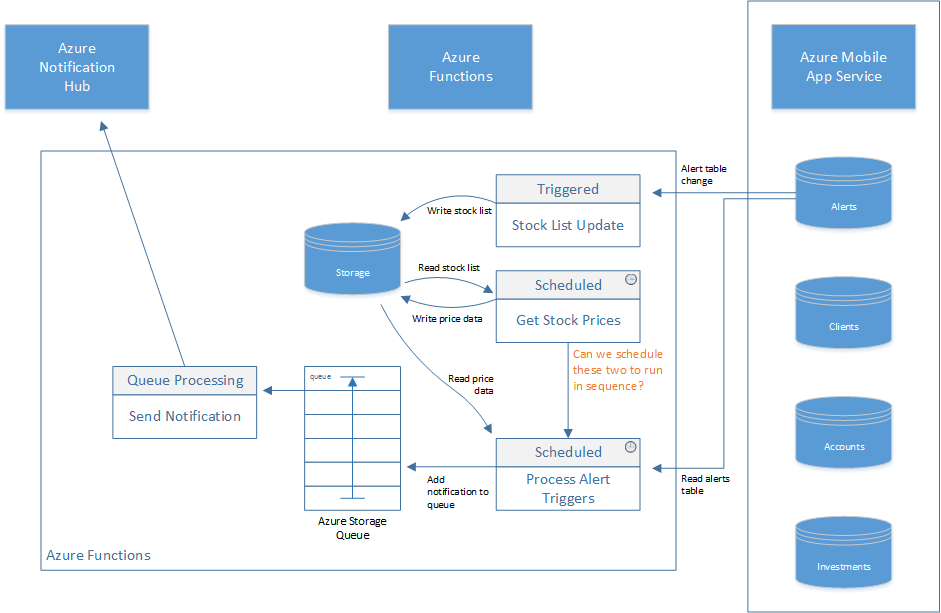 Azure
Notification
Hub
Azure
Functions
Azure Mobile
App Service
Alert table
change
Triggered
Stock List Update
Write stock list
Alerts
Storage
Read stock list
Write price data
Scheduled
Get Stock Prices
Clients
Can we schedule
these two to run
in sequence?
Queue Processing
Send Notification
queue
Read price
data
Accounts
Scheduled
Process Alert
Triggers
Add
notification to
queue
Read alerts
table
Azure Storage
Queue
Azure Functions
Investments